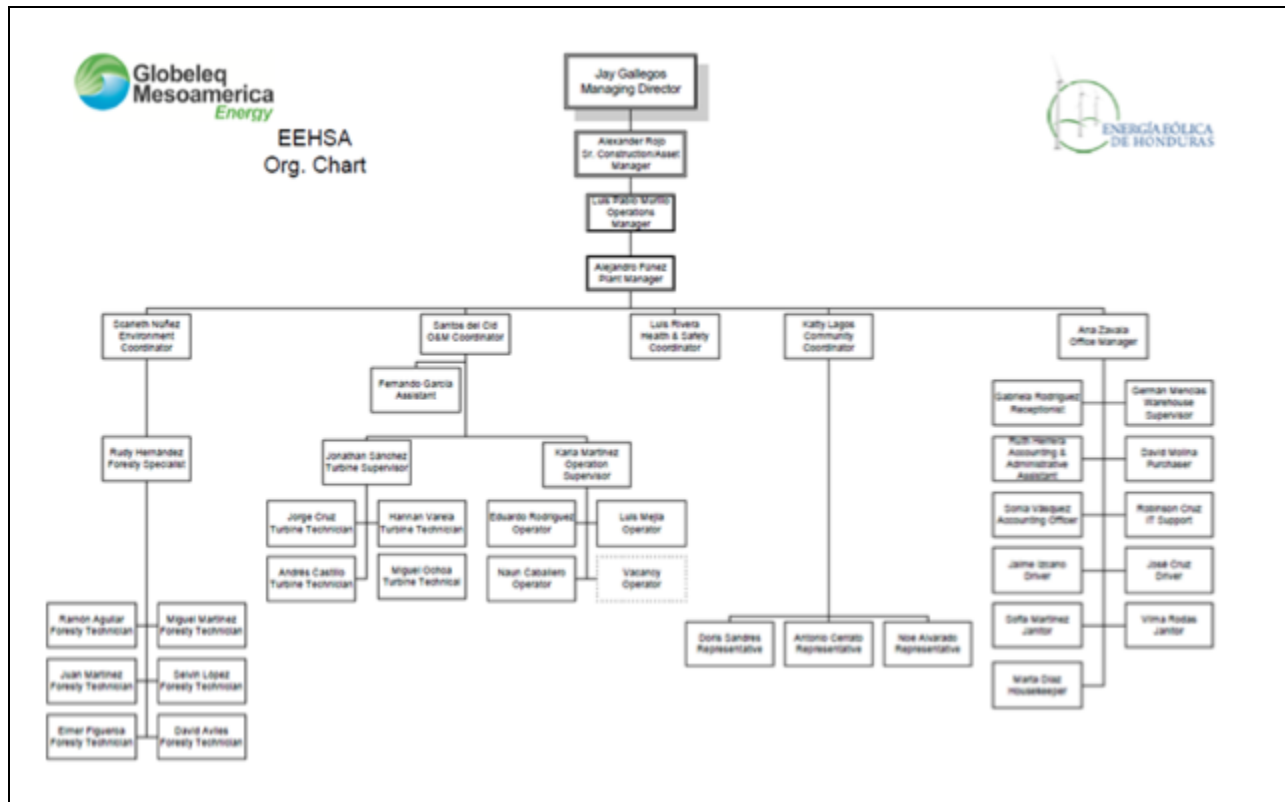 Globeleq
Mesoamerica
Energy
EEHSA
Org. Chart
ENERGÍA EÓLICA
DE HONDURAS
Jay Gallegos
Managing Director
Alexander Rojo
Sr. Construction/Asset
Manager
Luis Pablo Murillo
Operations
Manager
Alejandro Fúnez
Plant Manager
Scaneth Núñez
Environment
Coordinator
Santos del Cid
O&M Coordinator
Luis Rivera
Health & Safety
Coordinator
Katty Lagos
Community
Coordinator
Ana Zavala
Office Manager
Fernando García
Assistant
Gabriela Rodríguez
Receptionist
Germán Mencías
Warehouse
Supervisor
Rudy Hernández
Foresty Specialist
Jonathan Sánchez
Turbine Supervisor
Karla Martínez
Operation
Supervisor
Ruth Herrera
Accounting &
Administrative
Assistant
David Molina
Purchaser
Jorge Cruz
Turbine Technician
Hannan Varela
Turbine Technician
Eduardo Rodríguez
Operator
Luis Mejía
Operator
Sonia Vásquez
Accounting Officer
Robinson Cruz
IT Support
Andrés Castillo
Turbine Technician
Miguel Ochoa
Turbine Technical
Naun Caballero
Operator
Vacancy
Operator
Jaime
Driver
José Cruz
Driver
Ramón Aguilar
Foresty Technician
Miguel Martínez
Foresty Technician
Doris Sandres
Representative
Antonio Cerrato
Representative
Noe Alvarado
Representative
Sofía Martínez
Janitor
Vilma Rodas
Janitor
Juan Martínez
Foresty Technician
Selvin López
Foresty Technician
Marta Díaz
Housekeeper
Elmer Figueroa
Foresty Technician
David Aviles
Foresty Technician